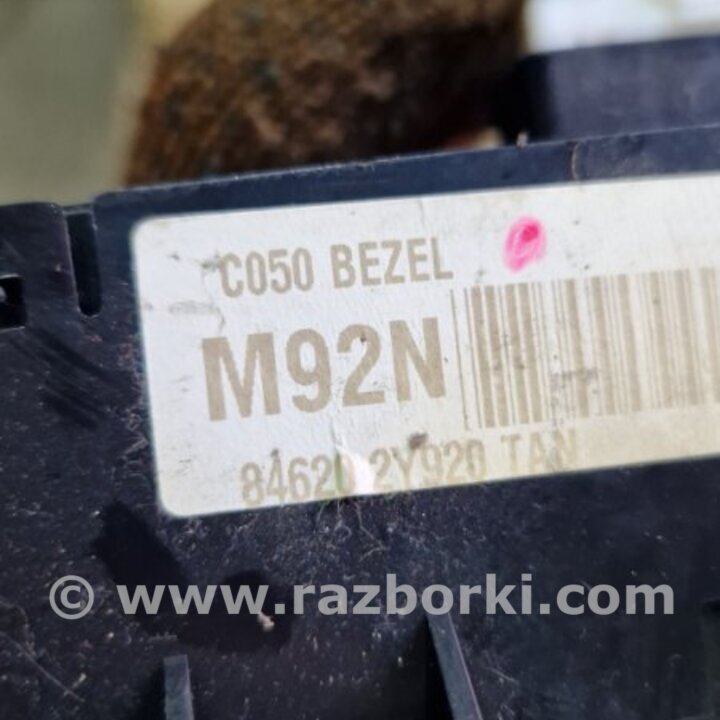 C050 BEZEL
M92N
84620 2Y920 TAN
© www.razborki.com